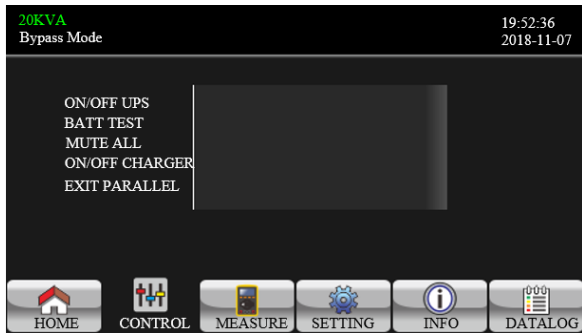 20KVA
Bypass Mode
19:52:36
2018-11-07
ON/OFF UPS
BATT TEST
MUTE ALL
ON/OFF CHARGER
EXIT PARALLEL
HOME
CONTROL
MEASURE
SETTING
INFO
DATALOG